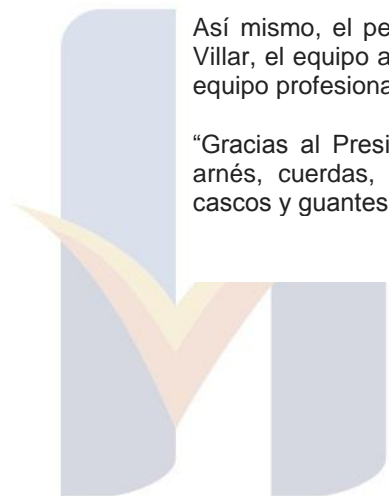 Así mismo, el pe
Villar, el equipo a
equipo profesiona
“Gracias al Presi
arnés, cuerdas,
cascos y guantes